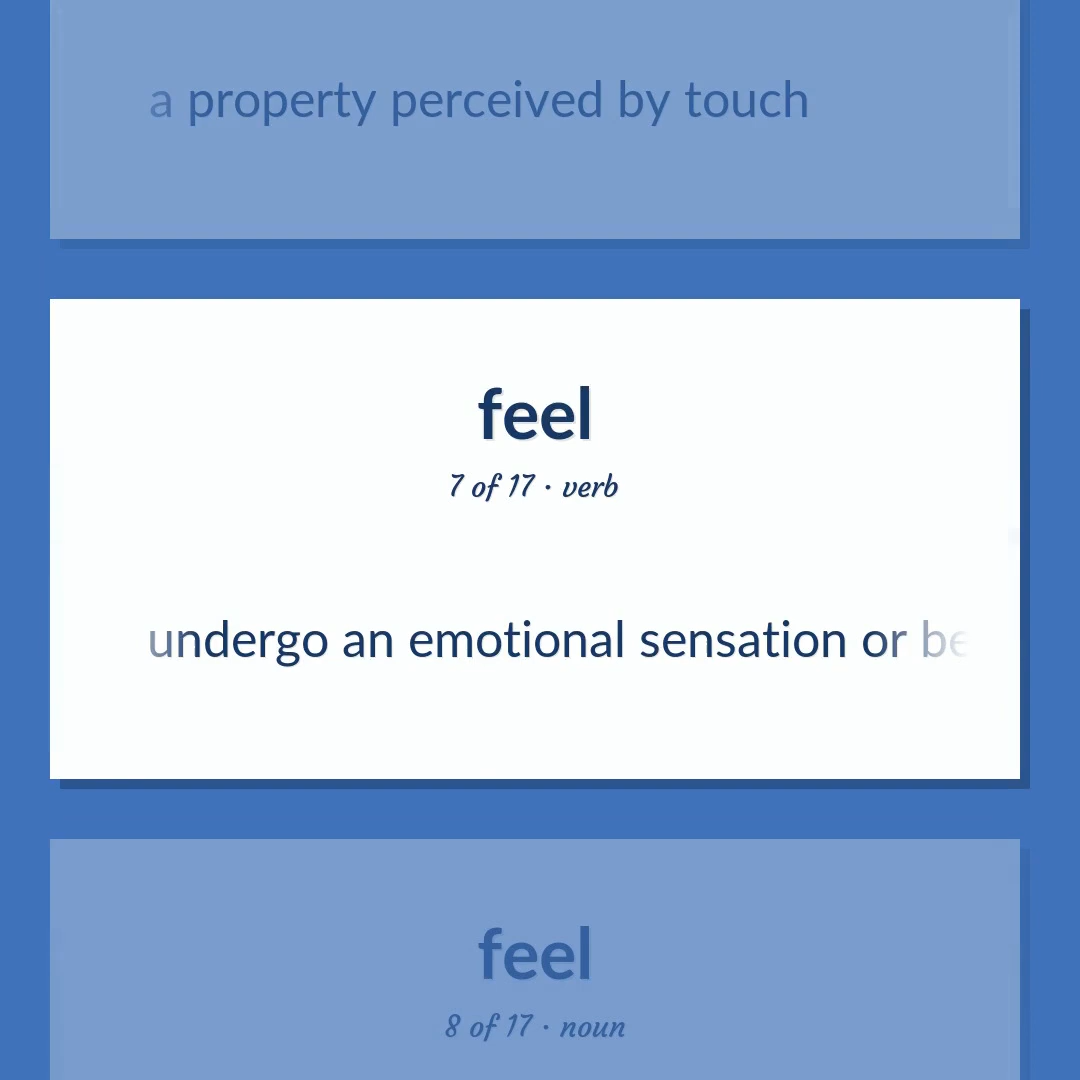 a property perceived by touch
feel
7 of 17 · verb
undergo an emotional sensation or be
feel
8 of 17 · noun